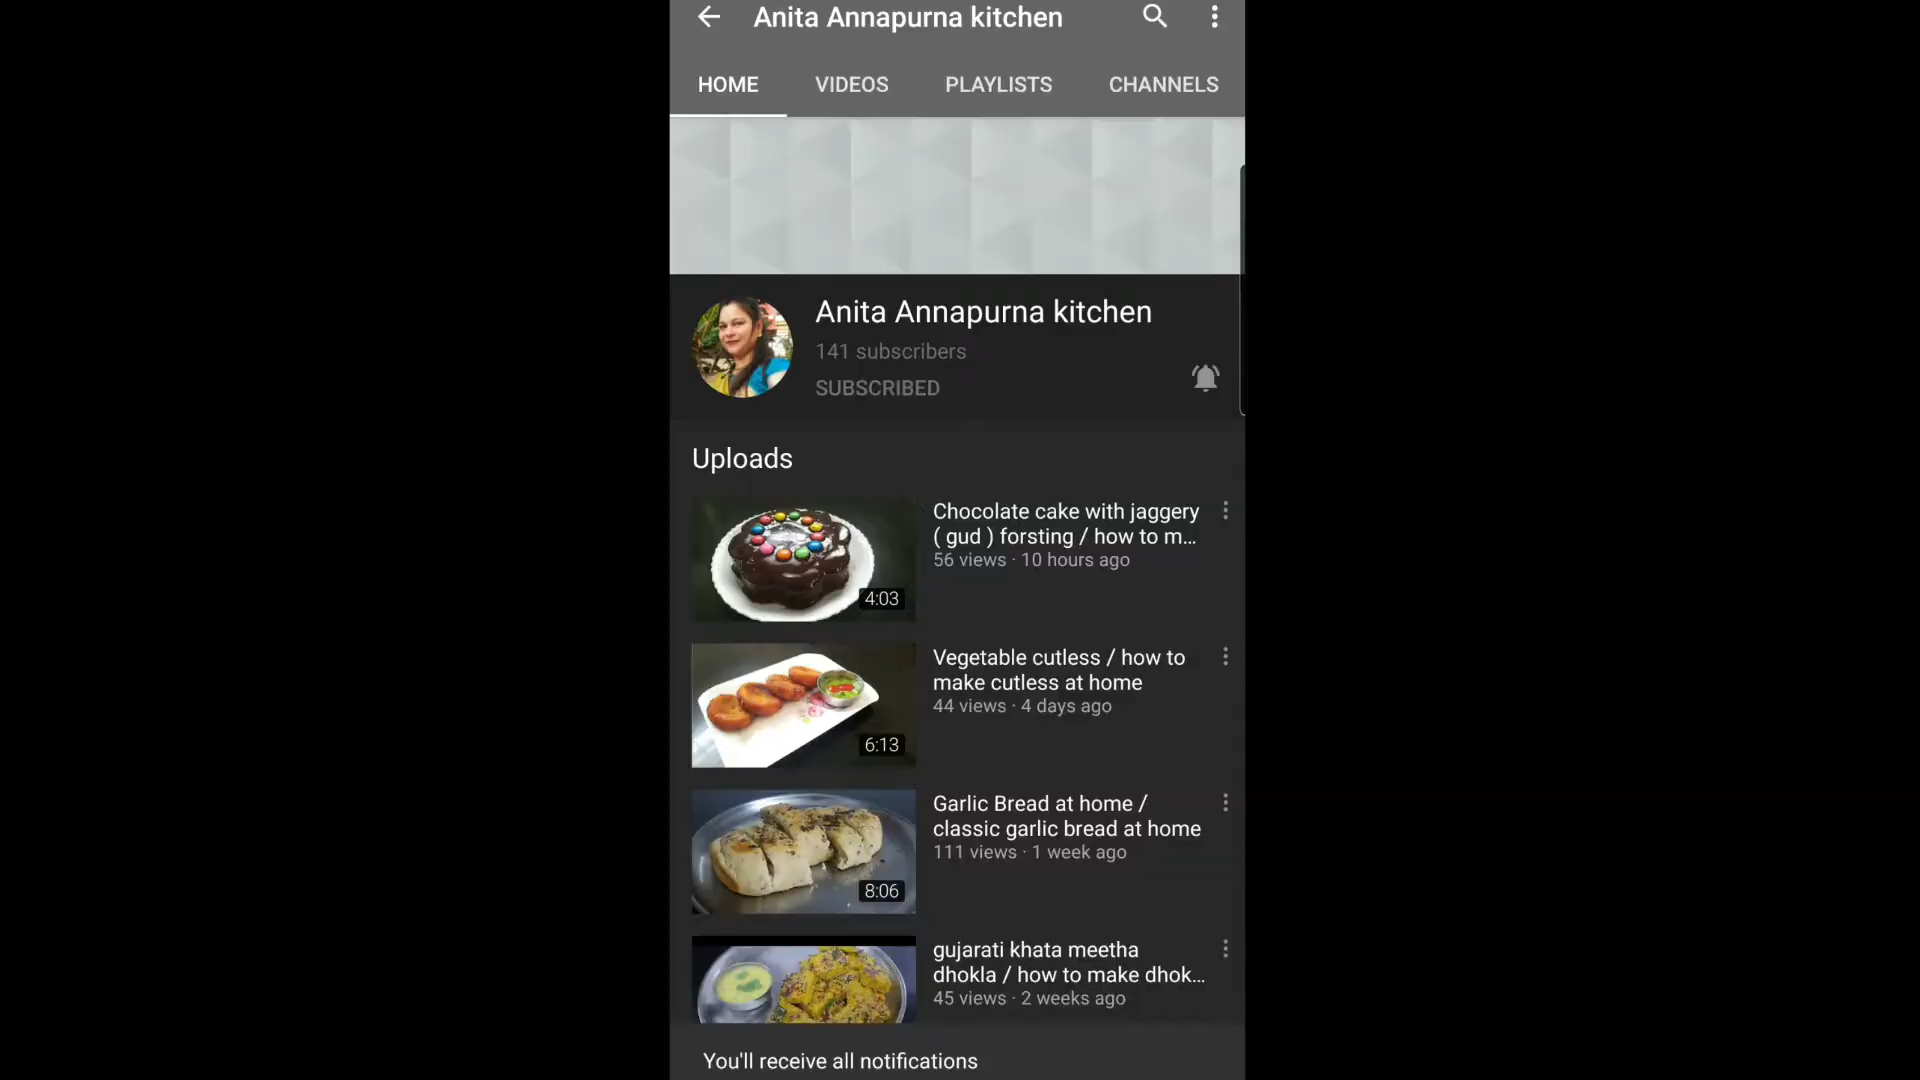 Anita Annapurna kitchen
HOME VIDEOS PLAYLISTS CHANNELS
Anita Annapurna kitchen
141 subscribers
SUBSCRIBED
Uploads
Chocolate cake with jaggery
( gud ) forsting / how to m...
56 views · 10 hours ago
4:03
Vegetable cutless / how to
make cutless at home
44 views · 4 days ago
6:13
Garlic Bread at home /
classic garlic bread at home
111 views · 1 week ago
8:06
gujarati khata meetha
dhokla / how to make dhok...
45 views · 2 weeks ago
You'll receive all notifications